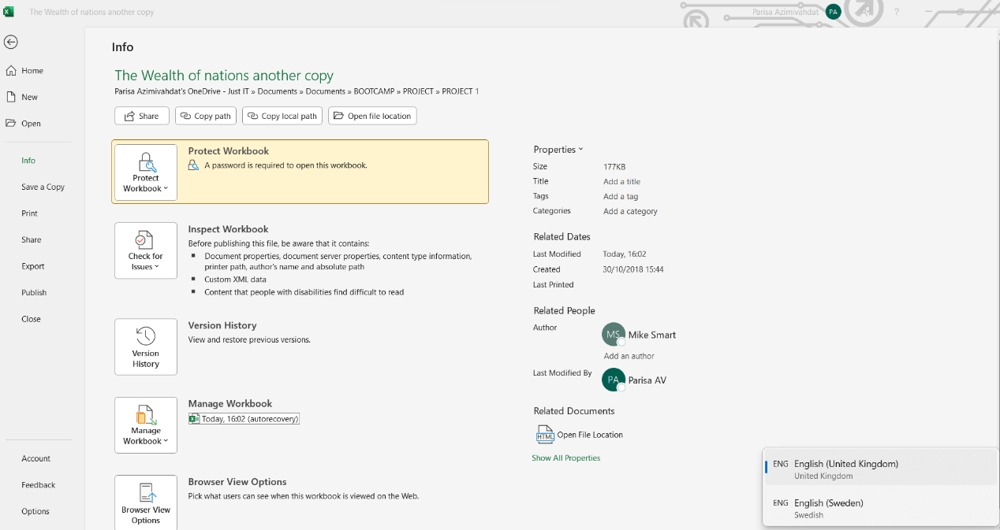 The Wealth of nations another copy
Parisa Azimivahdat PA ?
Home
New
Open
Info
Save a Copy
Print
Share
Export
Publish
Close
Account
Feedback
Options
Info
The Wealth of nations another copy
Parisa Azimivahdat's OneDrive - Just IT » Documents » Documents » BOOTCAMP » PROJECT » PROJECT 1
Share Copy path Copy local path Open file location
Protect
Workbook
Protect Workbook
A password is required to open this workbook.
Check for
Issues
Inspect Workbook
Before publishing this file, be aware that it contains:
Document properties, document server properties, content type information,
printer path, author's name and absolute path
Custom XML data
Content that people with disabilities find difficult to read
Version
History
Version History
View and restore previous versions.
Manage
Workbook
Manage Workbook
Today, 16:02 (autorecovery)
Browser View
Options
Browser View Options
Pick what users can see when this workbook is viewed on the Web.
Properties
Size 177KB
Title Add a title
Tags Add a tag
Categories Add a category
Related Dates
Last Modified Today, 16:02
Created 30/10/2018 15:44
Last Printed
Related People
Author MS Mike Smart
Add an author
Last Modified By PA Parisa AV
Related Documents
HTML Open File Location
Show All Properties
ENG English (United Kingdom)
United Kingdom
ENG English (Sweden)
Swedish